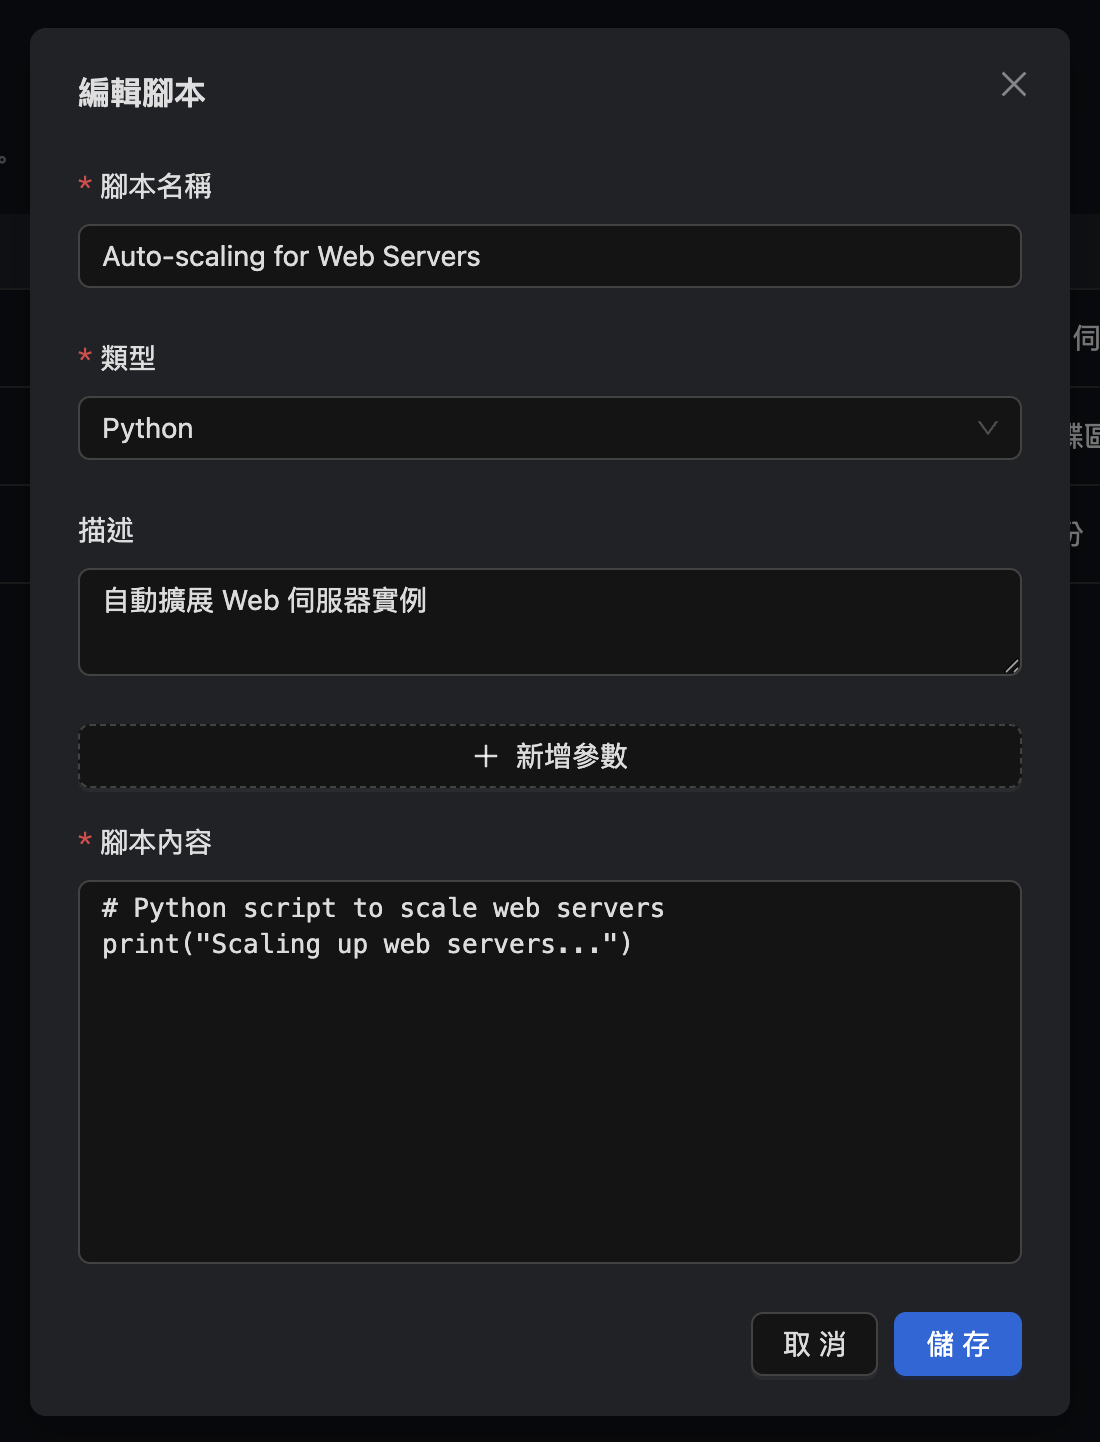 編輯腳本
* 腳本名稱
Auto-scaling for Web Servers
* 類型
Python
描述
自動擴展 Web 伺服器實例
新增參數
* 腳本內容
# Python script to scale web servers
print("Scaling up web servers...")
取消
儲存
伺
份